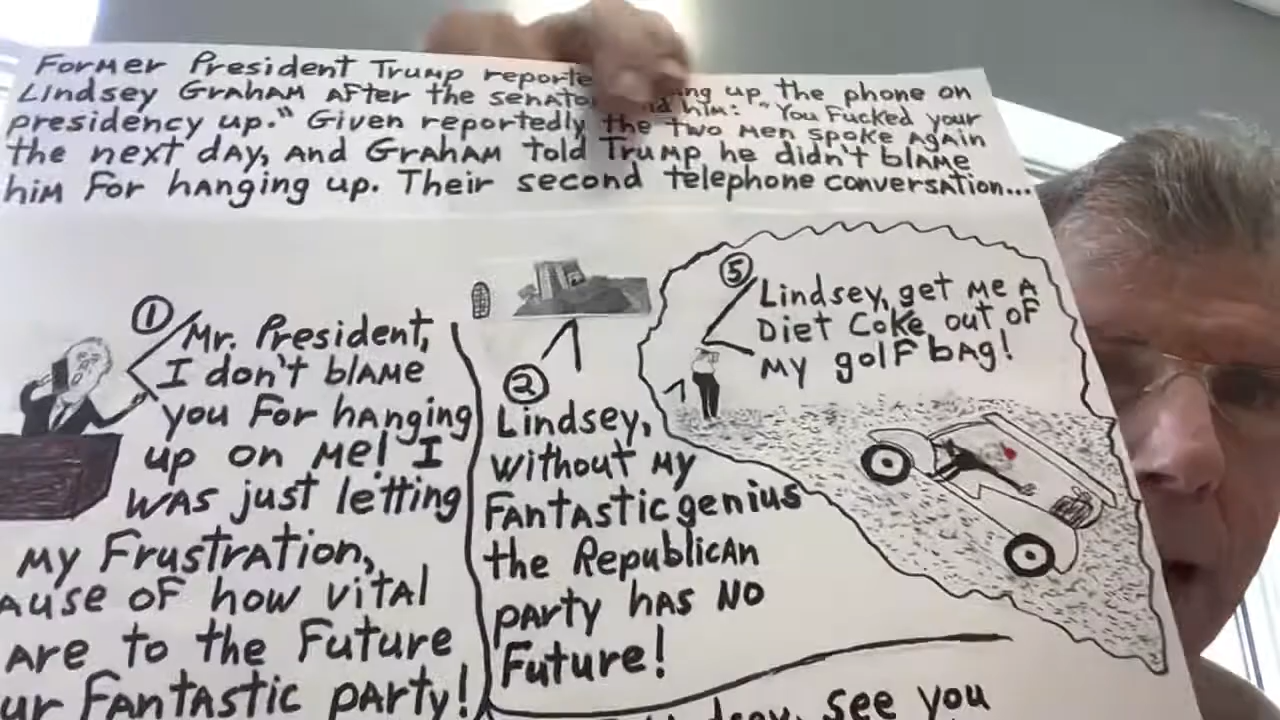 Former President Trump reporte ng up the phone on
Lindsey Graham after the senator him: "You Fucked your
presidency up." Given reportedly the two men spoke again
the next day, and Graham told Trump he didn't blame
him for hanging up. Their second telephone conversation...
①
Mr. President,
I don't blame
you for hanging
up on me! I
was just letting
my frustration,
ause of how vital
are to the future
ur fantastic party!
②
Lindsey,
without my
fantastic genius
the Republican
party has no
future!
⑤
Lindsey, get me a
Diet Coke out of
my golf bag!
see you